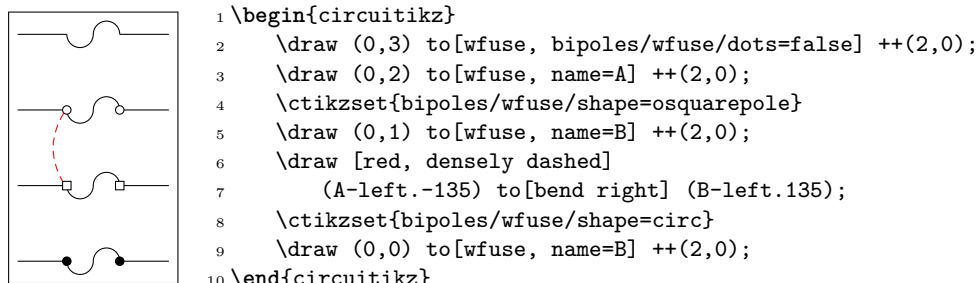 1 \begin{circuitikz}
2     \draw (0,3) to[wfuse, bipoles/wfuse/dots=false] ++(2,0);
3     \draw (0,2) to[wfuse, name=A] ++(2,0);
4     \ctikzset{bipoles/wfuse/shape=osquarepole}
5     \draw (0,1) to[wfuse, name=B] ++(2,0);
6     \draw [red, densely dashed]
7        (A-left.-135) to[bend right] (B-left.135);
8     \ctikzset{bipoles/wfuse/shape=circ}
9     \draw (0,0) to[wfuse, name=B] ++(2,0);
10 \end{circuitikz}